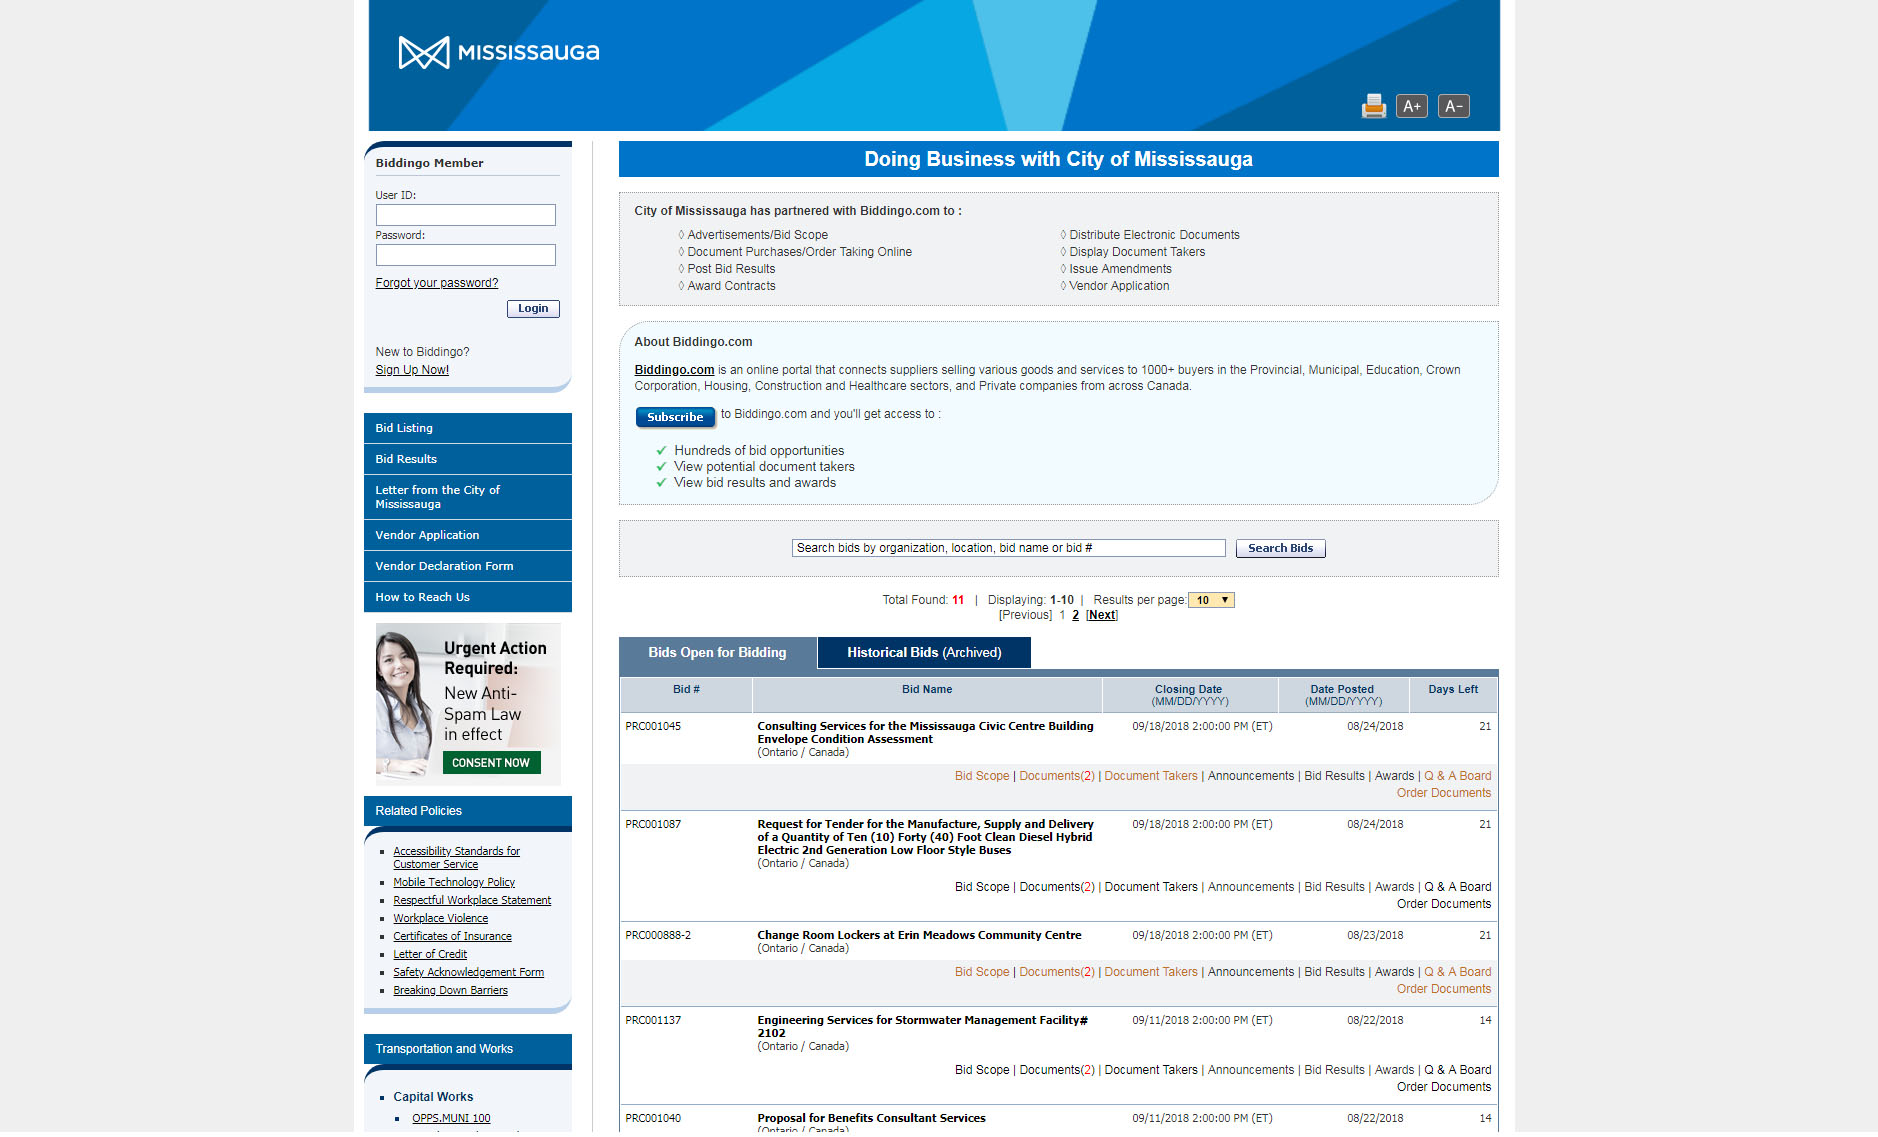 MISSISSAUGA
A+ A-
Biddingo Member
User ID:
Password:
Forgot your password?
Login
New to Biddingo?
Sign Up Now!
Bid Listing
Bid Results
Letter from the City of
Mississauga
Vendor Application
Vendor Declaration Form
How to Reach Us
Urgent Action
Required:
New Anti-
Spam Law
in effect
CONSENT NOW
Related Policies
Accessibility Standards for
Customer Service
Mobile Technology Policy
Respectful Workplace Statement
Workplace Violence
Certificates of Insurance
Letter of Credit
Safety Acknowledgement Form
Breaking Down Barriers
Transportation and Works
Capital Works
OPPS.MUNI 100
Doing Business with City of Mississauga
City of Mississauga has partnered with Biddingo.com to :
◊ Advertisements/Bid Scope
◊ Document Purchases/Order Taking Online
◊ Post Bid Results
◊ Award Contracts
◊ Distribute Electronic Documents
◊ Display Document Takers
◊ Issue Amendments
◊ Vendor Application
About Biddingo.com
Biddingo.com is an online portal that connects suppliers selling various goods and services to 1000+ buyers in the Provincial, Municipal, Education, Crown
Corporation, Housing, Construction and Healthcare sectors, and Private companies from across Canada.
Subscribe to Biddingo.com and you'll get access to :
✓ Hundreds of bid opportunities
✓ View potential document takers
✓ View bid results and awards
Search bids by organization, location, bid name or bid # Search Bids
Total Found: 11 | Displaying: 1-10 | Results per page: 10
[Previous] 1 2 [Next]
Bids Open for Bidding Historical Bids (Archived)
Bid # Bid Name Closing Date Date Posted Days Left
(MM/DD/YYYY) (MM/DD/YYYY)
PRC001045 Consulting Services for the Mississauga Civic Centre Building 09/18/2018 2:00:00 PM (ET) 08/24/2018 21
Envelope Condition Assessment
(Ontario / Canada)
Bid Scope | Documents(2) | Document Takers | Announcements | Bid Results | Awards | Q & A Board
Order Documents
PRC001087 Request for Tender for the Manufacture, Supply and Delivery 09/18/2018 2:00:00 PM (ET) 08/24/2018 21
of a Quantity of Ten (10) Forty (40) Foot Clean Diesel Hybrid
Electric 2nd Generation Low Floor Style Buses
(Ontario / Canada)
Bid Scope | Documents(2) | Document Takers | Announcements | Bid Results | Awards | Q & A Board
Order Documents
PRC000888-2 Change Room Lockers at Erin Meadows Community Centre 09/18/2018 2:00:00 PM (ET) 08/23/2018 21
(Ontario / Canada)
Bid Scope | Documents(2) | Document Takers | Announcements | Bid Results | Awards | Q & A Board
Order Documents
PRC001137 Engineering Services for Stormwater Management Facility# 09/11/2018 2:00:00 PM (ET) 08/22/2018 14
2102
(Ontario / Canada)
Bid Scope | Documents(2) | Document Takers | Announcements | Bid Results | Awards | Q & A Board
Order Documents
PRC001040 Proposal for Benefits Consultant Services 09/11/2018 2:00:00 PM (ET) 08/22/2018 14
(Ontario / Canada)